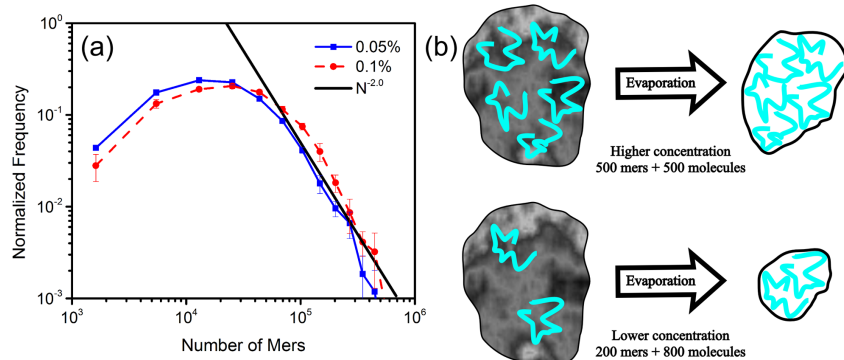 (a)
0.05%
0.1%
N^-2.0
Normalized Frequency
10^0
10^-1
10^-2
10^-3
10^3
10^4
10^5
10^6
Number of Mers
(b)
Evaporation
Higher concentration
500 mers + 500 molecules
Evaporation
Lower concentration
200 mers + 800 molecules